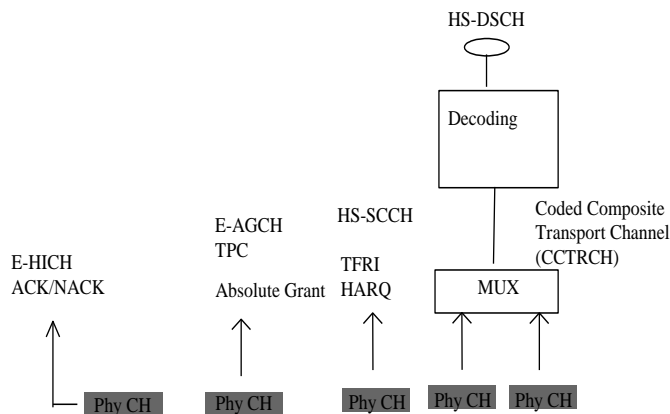 HS-DSCH
Decoding
E-AGCH
TPC
Absolute Grant
HS-SCCH
TFRI
HARQ
Coded Composite
Transport Channel
(CCTRCH)
E-HICH
ACK/NACK
MUX
Phy CH
Phy CH
Phy CH
Phy CH
Phy CH